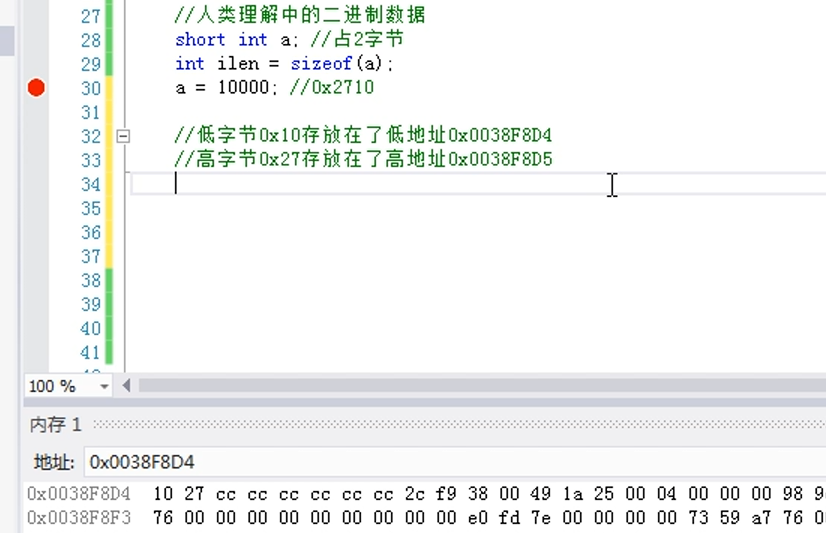 27 //人类理解中的二进制数据
28 short int a; //占2字节
29 int ilen = sizeof(a);
30 a = 10000; //0x2710
31
32 //低字节0x10存放在了低地址0x0038F8D4
33 //高字节0x27存放在了高地址0x0038F8D5
34
35
36
37
38
39
40
41
100 %
内存 1
地址: 0x0038F8D4
0x0038F8D4 10 27 cc cc cc cc cc cc 2c f9 38 00 49 1a 25 00 04 00 00 00 98 9
0x0038F8F3 76 00 00 00 00 00 00 00 00 00 e0 fd 7e 00 00 00 00 73 59 a7 76 0